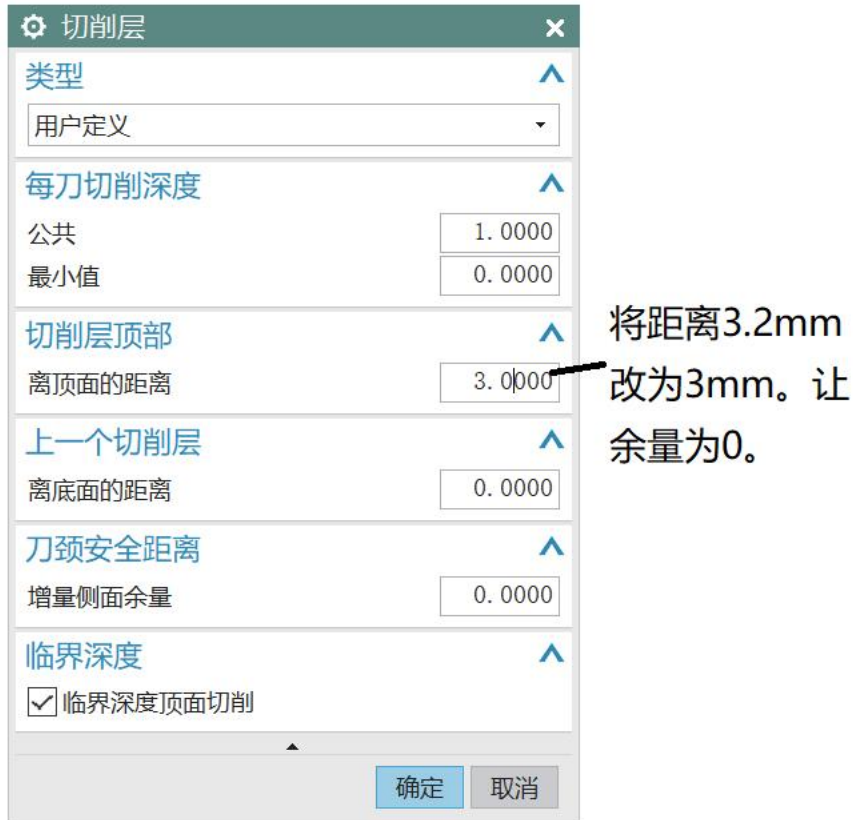 切削层
类型
用户定义
每刀切削深度
公共 1.0000
最小值 0.0000
切削层顶部
离顶面的距离 3.0000
将距离3.2mm
改为3mm。让
余量为0。
上一个切削层
离底面的距离 0.0000
刀颈安全距离
增量侧面余量 0.0000
临界深度
临界深度顶面切削
确定 取消